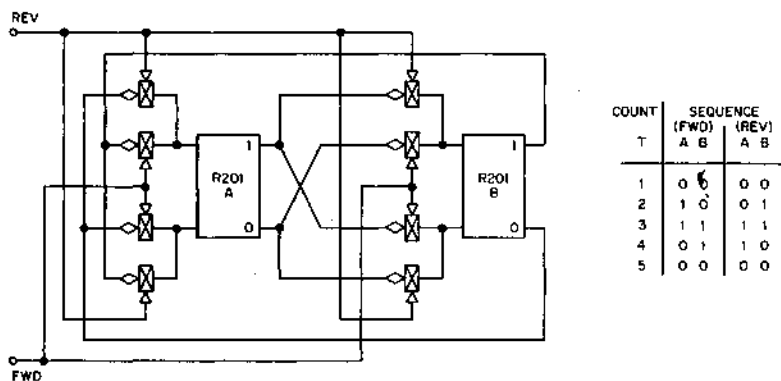 REV
1
R201
A
0
1
R201
B
0
FWD
COUNT SEQUENCE
(FWD) (REV)
T A B A B
1 0 0 0 0
2 1 0 0 1
3 1 1 1 1
4 0 1 1 0
5 0 0 0 0